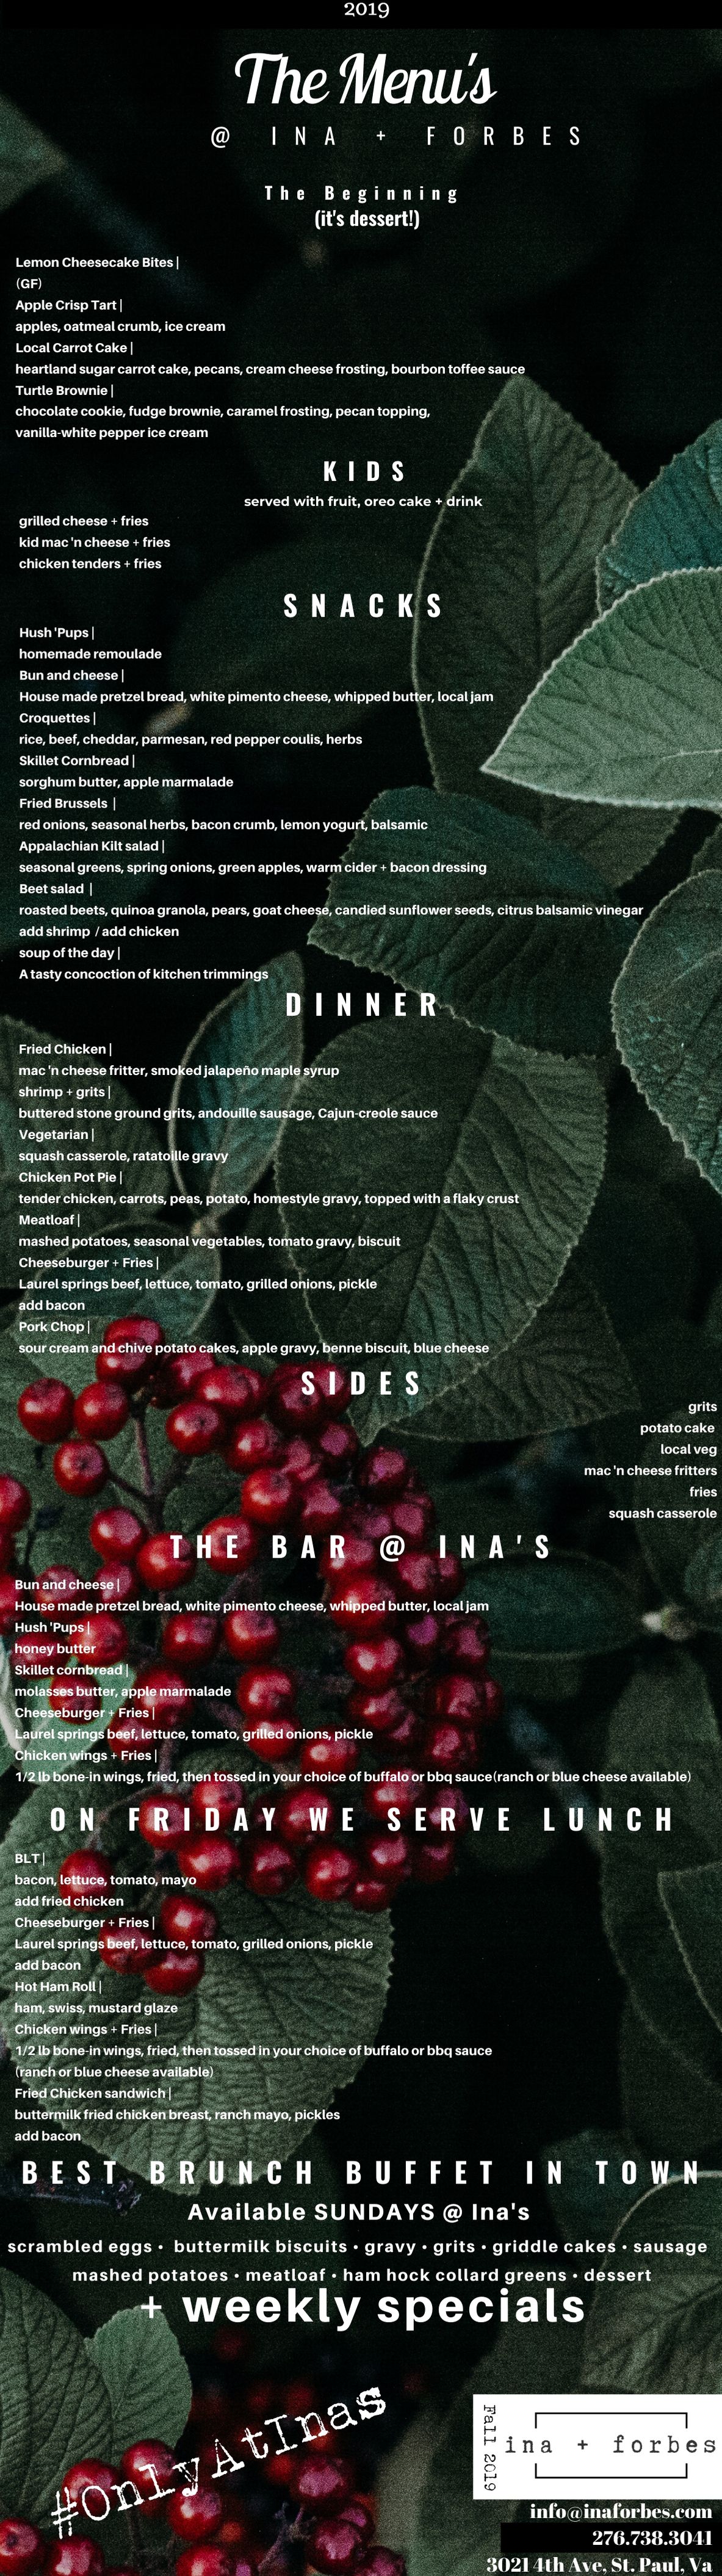 2019
The Menu's
@ INA + FORBES
The Beginning
(it's dessert!)
Lemon Cheesecake Bites |
(GF)
Apple Crisp Tart |
apples, oatmeal crumb, ice cream
Local Carrot Cake |
heartland sugar carrot cake, pecans, cream cheese frosting, bourbon toffee sauce
Turtle Brownie |
chocolate cookie, fudge brownie, caramel frosting, pecan topping,
vanilla-white pepper ice cream
KIDS
served with fruit, oreo cake + drink
grilled cheese + fries
kid mac 'n cheese + fries
chicken tenders + fries
SNACKS
Hush 'Pups |
homemade remoulade
Bun and cheese |
House made pretzel bread, white pimento cheese, whipped butter, local jam
Croquettes |
rice, beef, cheddar, parmesan, red pepper coulis, herbs
Skillet Cornbread |
sorghum butter, apple marmalade
Fried Brussels |
red onions, seasonal herbs, bacon crumb, lemon yogurt, balsamic
Appalachian Kilt salad |
seasonal greens, spring onions, green apples, warm cider + bacon dressing
Beet salad |
roasted beets, quinoa granola, pears, goat cheese, candied sunflower seeds, citrus balsamic vinegar
add shrimp / add chicken
soup of the day |
A tasty concoction of kitchen trimmings
DINNER
Fried Chicken |
mac 'n cheese fritter, smoked jalapeño maple syrup
shrimp + grits |
buttered stone ground grits, andouille sausage, Cajun-creole sauce
Vegetarian |
squash casserole, ratatoille gravy
Chicken Pot Pie |
tender chicken, carrots, peas, potato, homestyle gravy, topped with a flaky crust
Meatloaf |
mashed potatoes, seasonal vegetables, tomato gravy, biscuit
Cheeseburger + Fries |
Laurel springs beef, lettuce, tomato, grilled onions, pickle
add bacon
Pork Chop |
sour cream and chive potato cakes, apple gravy, benne biscuit, blue cheese
SIDES
grits
potato cake
local veg
mac 'n cheese fritters
fries
squash casserole
THE BAR @ INA'S
Bun and cheese |
House made pretzel bread, white pimento cheese, whipped butter, local jam
Hush 'Pups |
honey butter
Skillet cornbread |
molasses butter, apple marmalade
Cheeseburger + Fries |
Laurel springs beef, lettuce, tomato, grilled onions, pickle
Chicken wings + Fries |
1/2 lb bone-in wings, fried, then tossed in your choice of buffalo or bbq sauce(ranch or blue cheese available)
ON FRIDAY WE SERVE LUNCH
BLT |
bacon, lettuce, tomato, mayo
add fried chicken
Cheeseburger + Fries |
Laurel springs beef, lettuce, tomato, grilled onions, pickle
add bacon
Hot Ham Roll |
ham, swiss, mustard glaze
Chicken wings + Fries |
1/2 lb bone-in wings, fried, then tossed in your choice of buffalo or bbq sauce
(ranch or blue cheese available)
Fried Chicken sandwich |
buttermilk fried chicken breast, ranch mayo, pickles
add bacon
BEST BRUNCH BUFFET IN TOWN
Available SUNDAYS @ Ina's
scrambled eggs • buttermilk biscuits • gravy • grits • griddle cakes • sausage
mashed potatoes • meatloaf • ham hock collard greens • dessert
+ weekly specials
#OnlyAtInas
Fall 2019
ina + forbes
info@inaforbes.com
276.738.3041
3021 4th Ave, St. Paul, Va